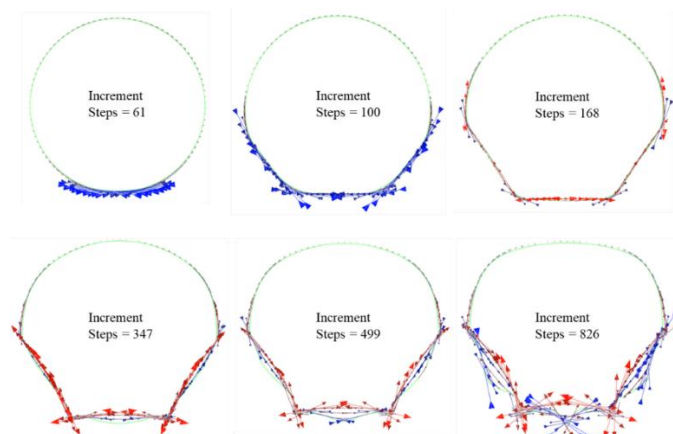 Increment
Steps = 61
Increment
Steps = 100
Increment
Steps = 168
Increment
Steps = 347
Increment
Steps = 499
Increment
Steps = 826